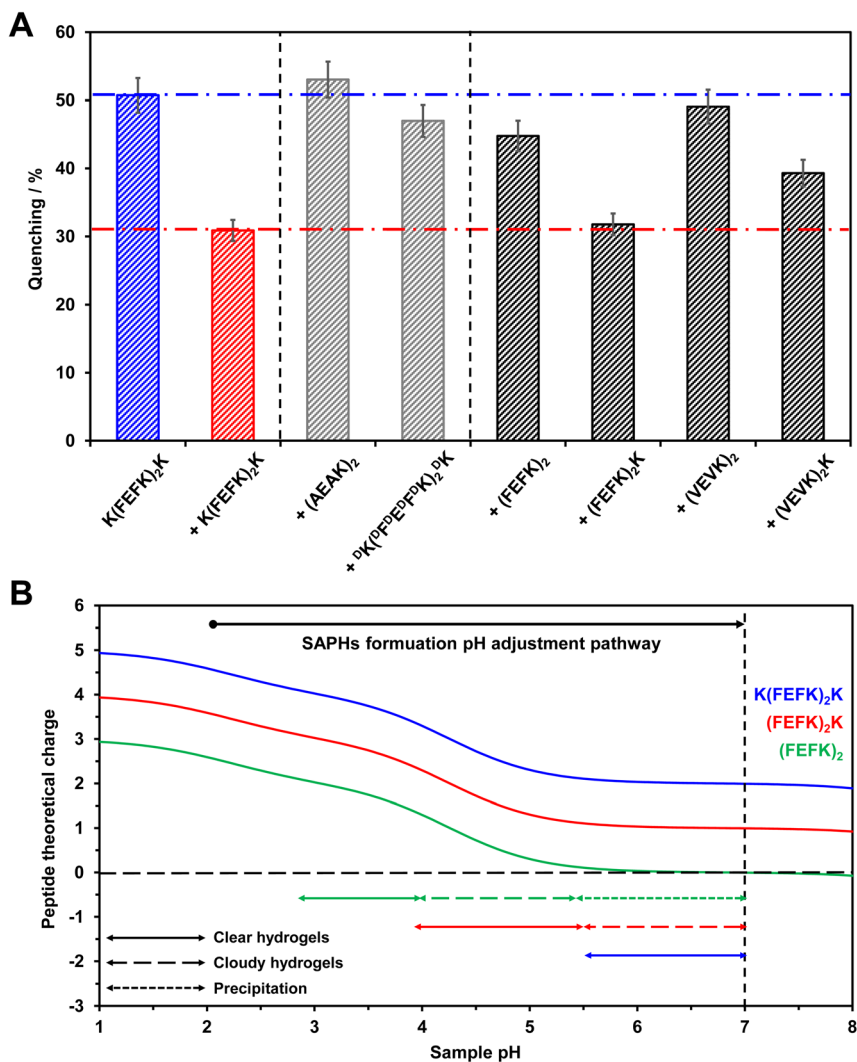 A
60
50
40
30
20
10
0
Quenching / %
K(FEFK)₂K
+ K(FEFK)₂K
+ (AEAK)₂
+ ᴰK(ᴰFᴰEᴰFᴰK)₂ᴰK
+ (FEFK)₂
+ (FEFK)₂K
+ (VEVK)₂
+ (VEVK)₂K
B
6
5
4
3
2
1
0
-1
-2
-3
Peptide theoretical charge
SAPHs formuation pH adjustment pathway
K(FEFK)₂K
(FEFK)₂K
(FEFK)₂
Clear hydrogels
Cloudy hydrogels
Precipitation
1 2 3 4 5 6 7 8
Sample pH